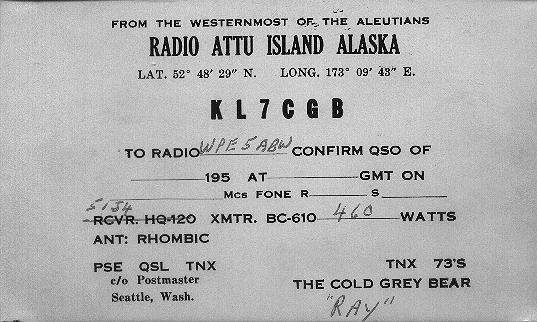 FROM THE WESTERNMOST OF THE ALEUTIANS
RADIO ATTU ISLAND ALASKA
LAT. 52° 48' 29" N. LONG. 173° 09' 43" E.
KL7CGB
TO RADIO WPE5ABW CONFIRM QSO OF
195 AT GMT ON
MCS FONE R S
RCVR. HQ-120 XMTR. BC-610 460 WATTS
ANT: RHOMBIC
PSE QSL TNX TNX 73'S
c/o Postmaster THE COLD GREY BEAR
Seattle, Wash. "RAY"